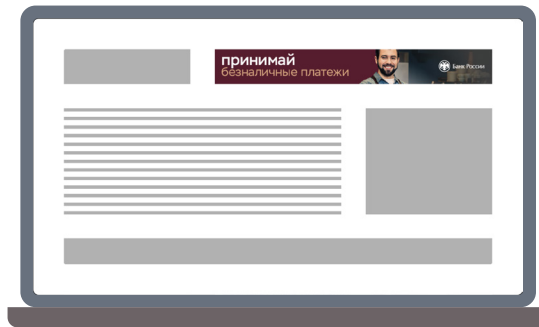 принимай
безналичные платежи
Банк России